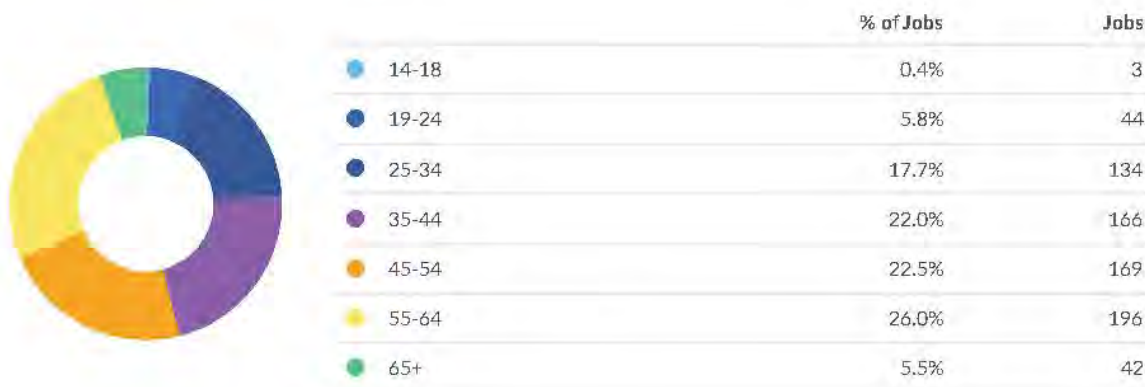 % of Jobs Jobs
14-18 0.4% 3
19-24 5.8% 44
25-34 17.7% 134
35-44 22.0% 166
45-54 22.5% 169
55-64 26.0% 196
65+ 5.5% 42